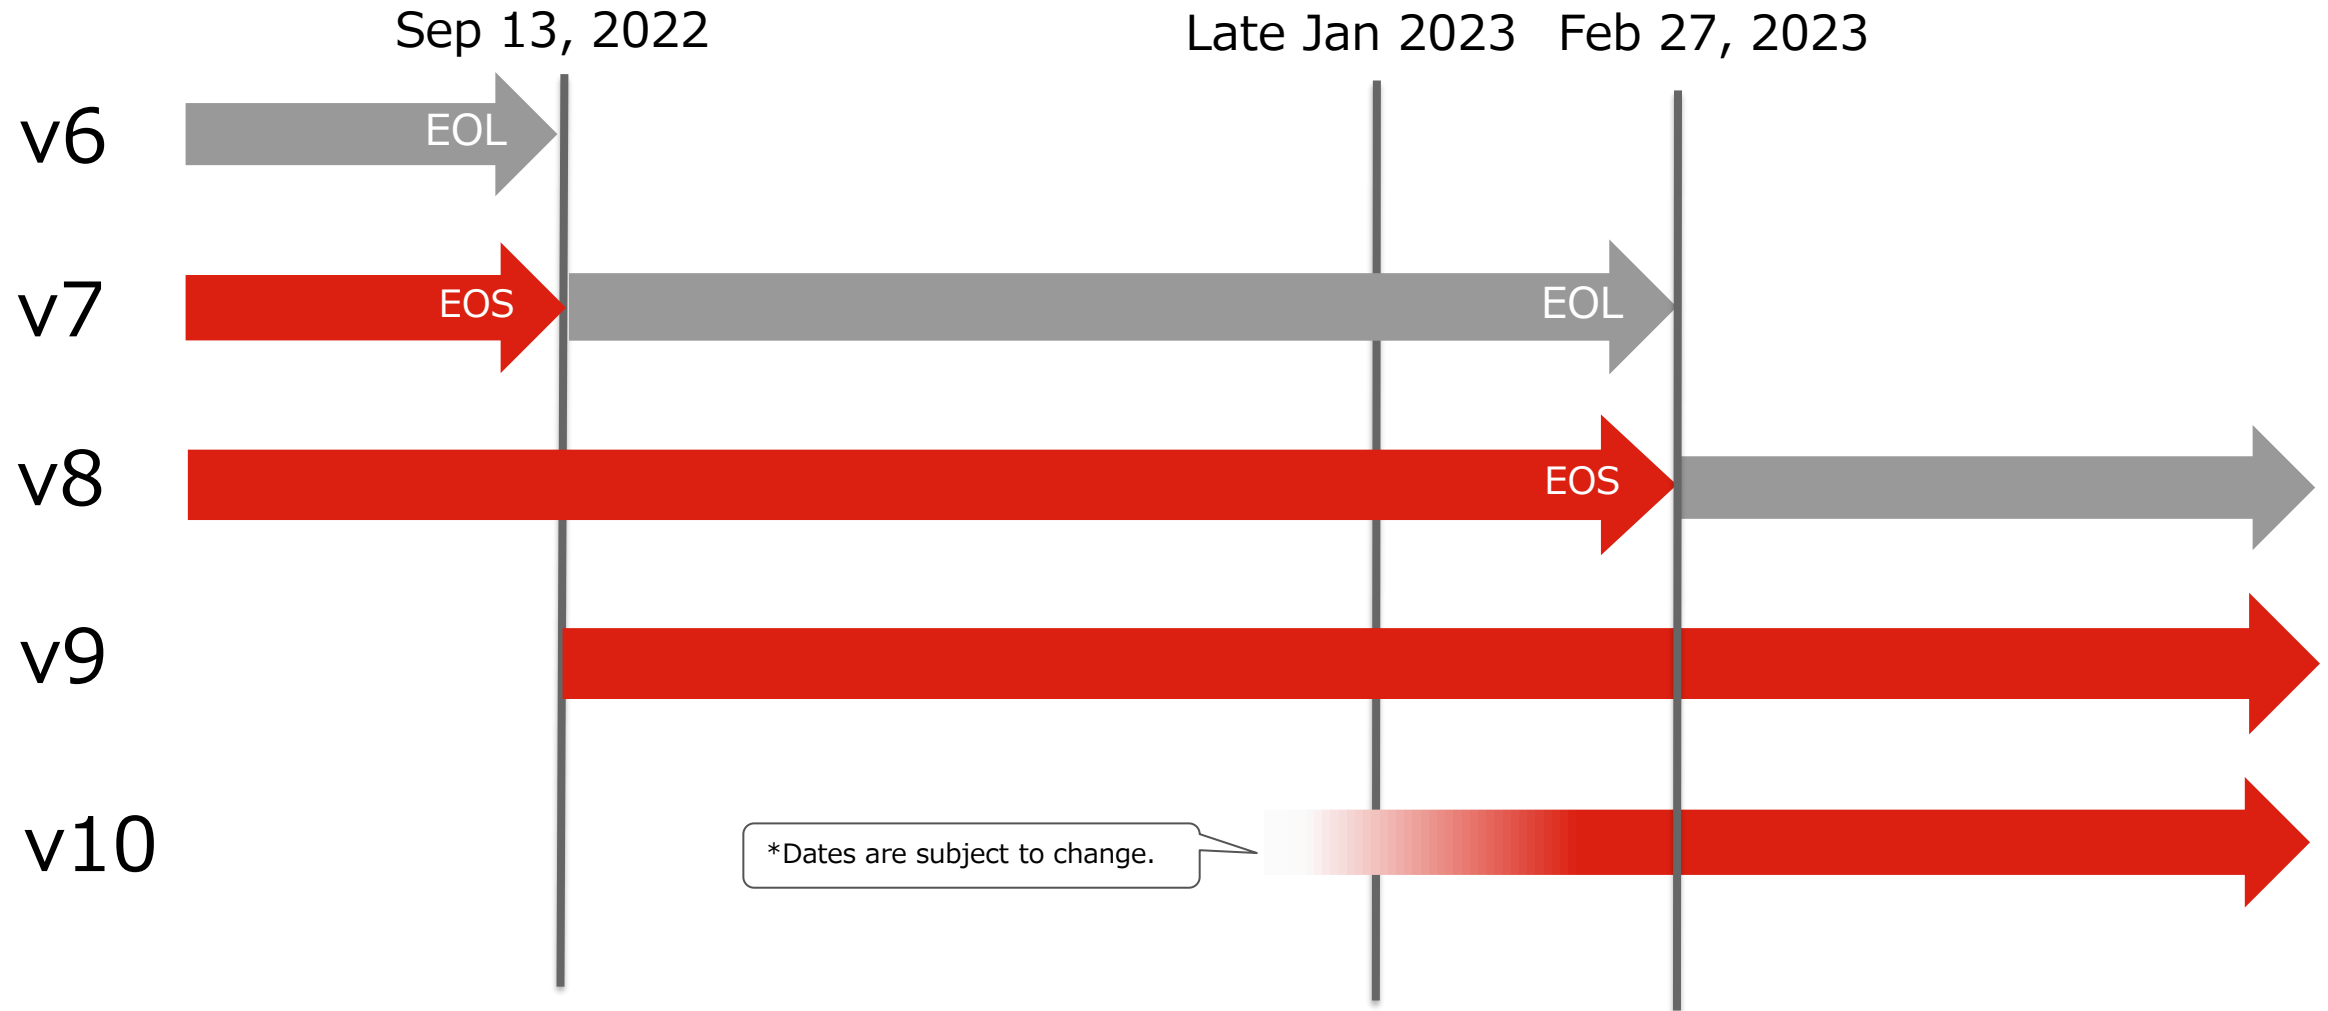 Sep 13, 2022
Late Jan 2023
Feb 27, 2023
v6
EOL
v7
EOS
EOL
v8
EOS
v9
v10
*Dates are subject to change.